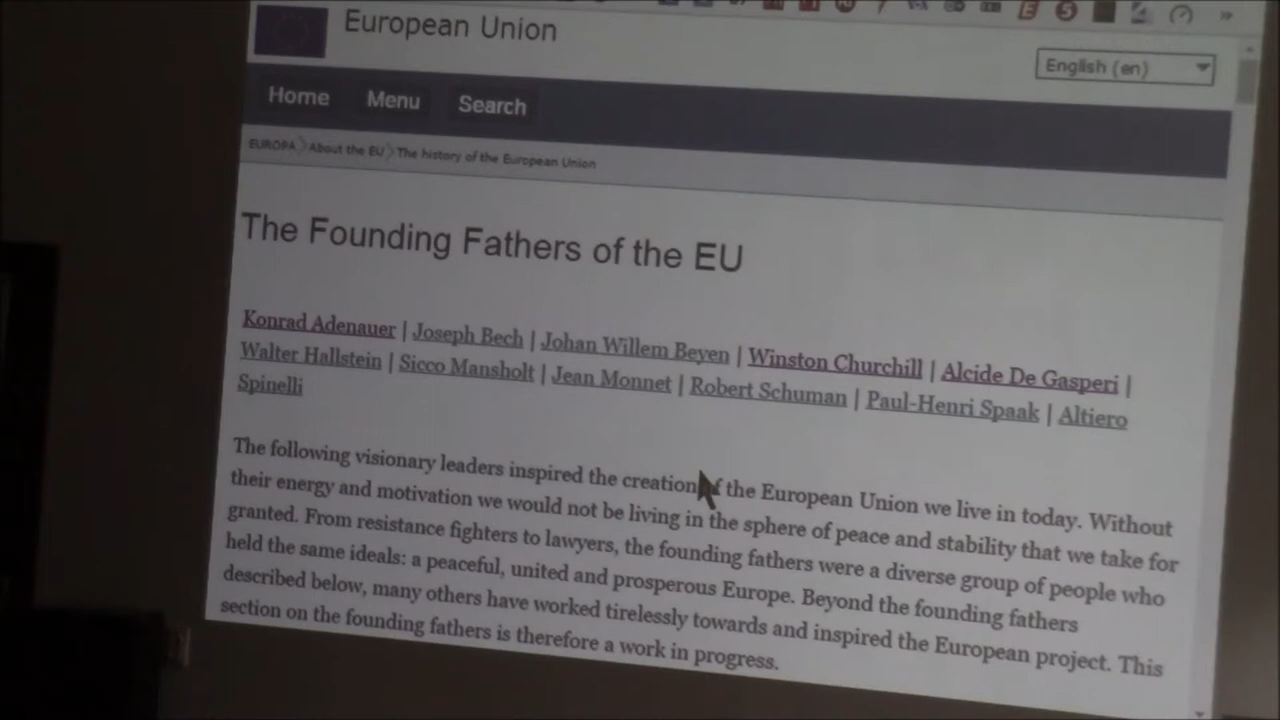 European Union
English (en)
Home Menu Search
EUROPA About the EU The history of the European Union
The Founding Fathers of the EU
Konrad Adenauer | Joseph Bech | Johan Willem Beyen | Winston Churchill | Alcide De Gasperi |
Walter Hallstein | Sicco Mansholt | Jean Monnet | Robert Schuman | Paul-Henri Spaak | Altiero
Spinelli
The following visionary leaders inspired the creation of the European Union we live in today. Without
their energy and motivation we would not be living in the sphere of peace and stability that we take for
granted. From resistance fighters to lawyers, the founding fathers were a diverse group of people who
held the same ideals: a peaceful, united and prosperous Europe. Beyond the founding fathers
described below, many others have worked tirelessly towards and inspired the European project. This
section on the founding fathers is therefore a work in progress.